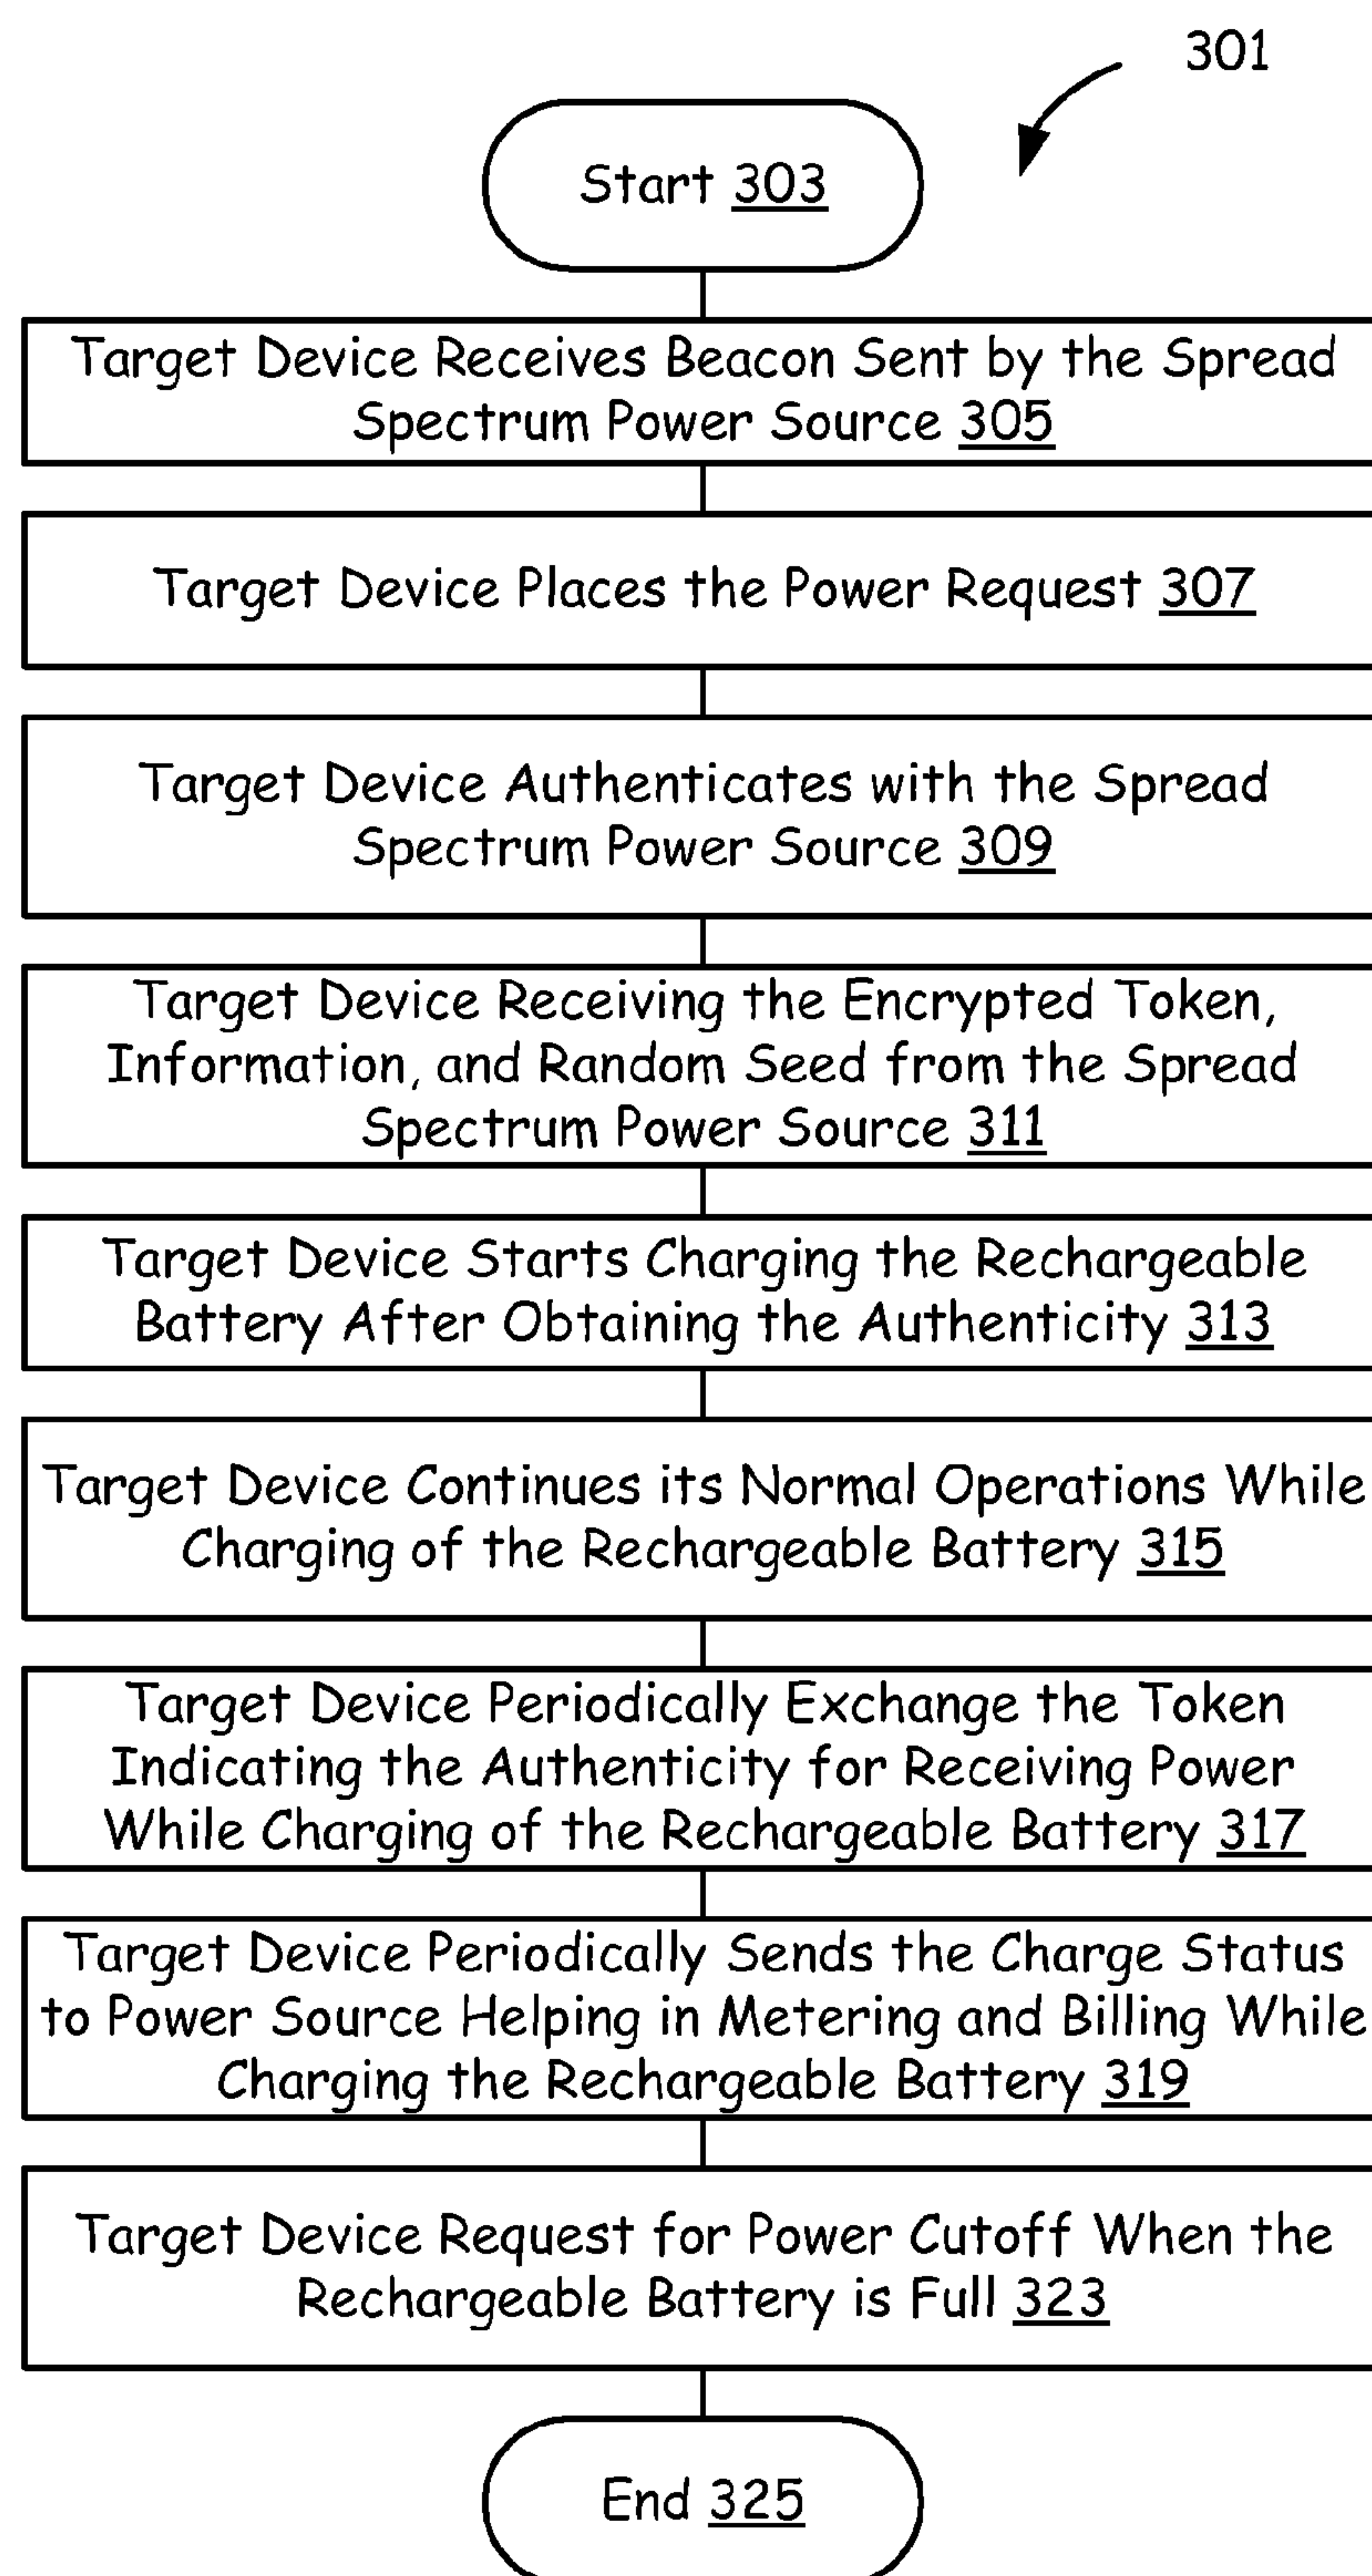 301
Start 303
Target Device Receives Beacon Sent by the Spread
Spectrum Power Source 305
Target Device Places the Power Request 307
Target Device Authenticates with the Spread
Spectrum Power Source 309
Target Device Receiving the Encrypted Token,
Information, and Random Seed from the Spread
Spectrum Power Source 311
Target Device Starts Charging the Rechargeable
Battery After Obtaining the Authenticity 313
Target Device Continues its Normal Operations While
Charging of the Rechargeable Battery 315
Target Device Periodically Exchange the Token
Indicating the Authenticity for Receiving Power
While Charging of the Rechargeable Battery 317
Target Device Periodically Sends the Charge Status
to Power Source Helping in Metering and Billing While
Charging the Rechargeable Battery 319
Target Device Request for Power Cutoff When the
Rechargeable Battery is Full 323
End 325